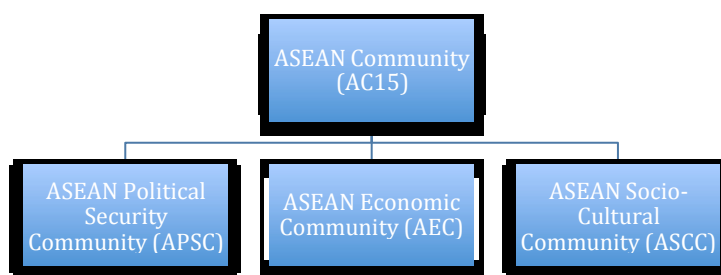 ASEAN Community
(AC15)
ASEAN Political
Security
Community (APSC)
ASEAN Economic
Community (AEC)
ASEAN Socio-
Cultural
Community (ASCC)